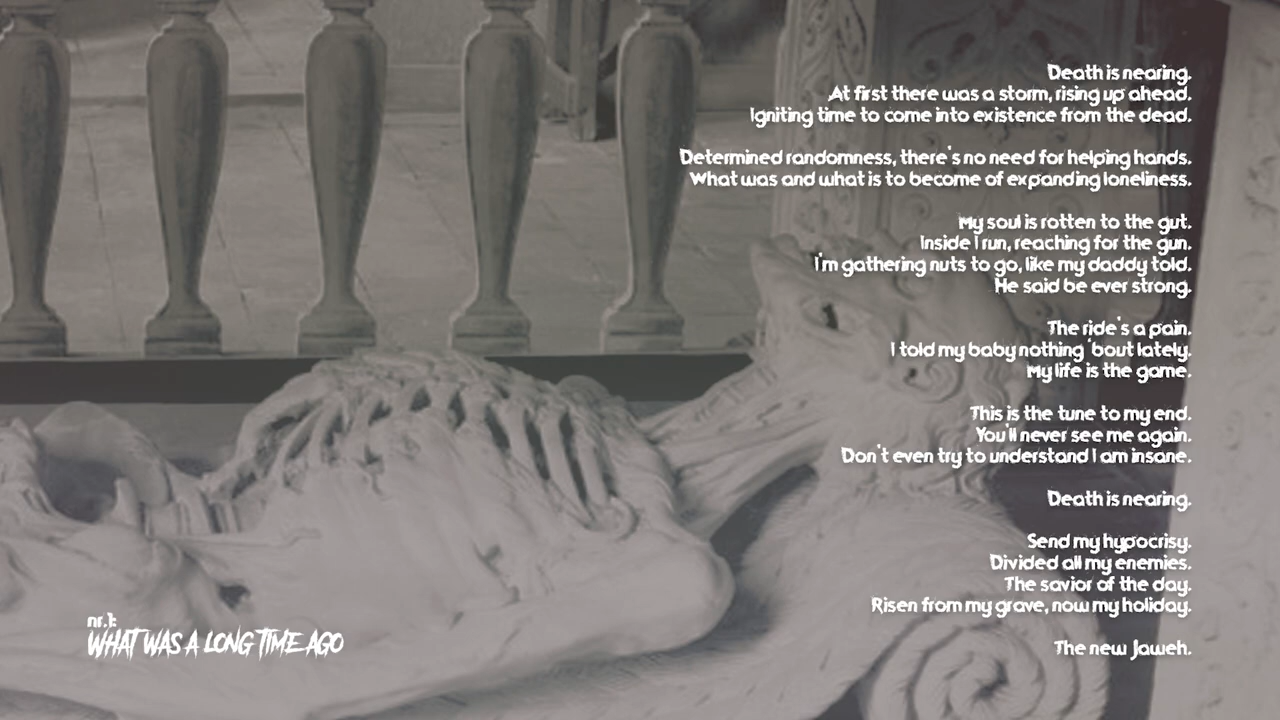 Death is nearing.
At first there was a storm, rising up ahead.
Igniting time to come into existence from the dead.
Determined randomness, there's no need for helping hands.
What was and what is to become of expanding loneliness.
My soul is rotten to the gut.
Inside I run, reaching for the gun.
I'm gathering nuts to go, like my daddy told.
He said be ever strong.
The ride's a pain.
I told my baby nothing 'bout lately.
My life is the game.
This is the tune to my end.
You'll never see me again.
Don't even try to understand I am insane.
Death is nearing.
Send my hypocrisy.
Divided all my enemies.
The savior of the day.
Risen from my grave, now my holiday.
The new Jaweh.
nr.1:
WHAT WAS A LONG TIME AGO